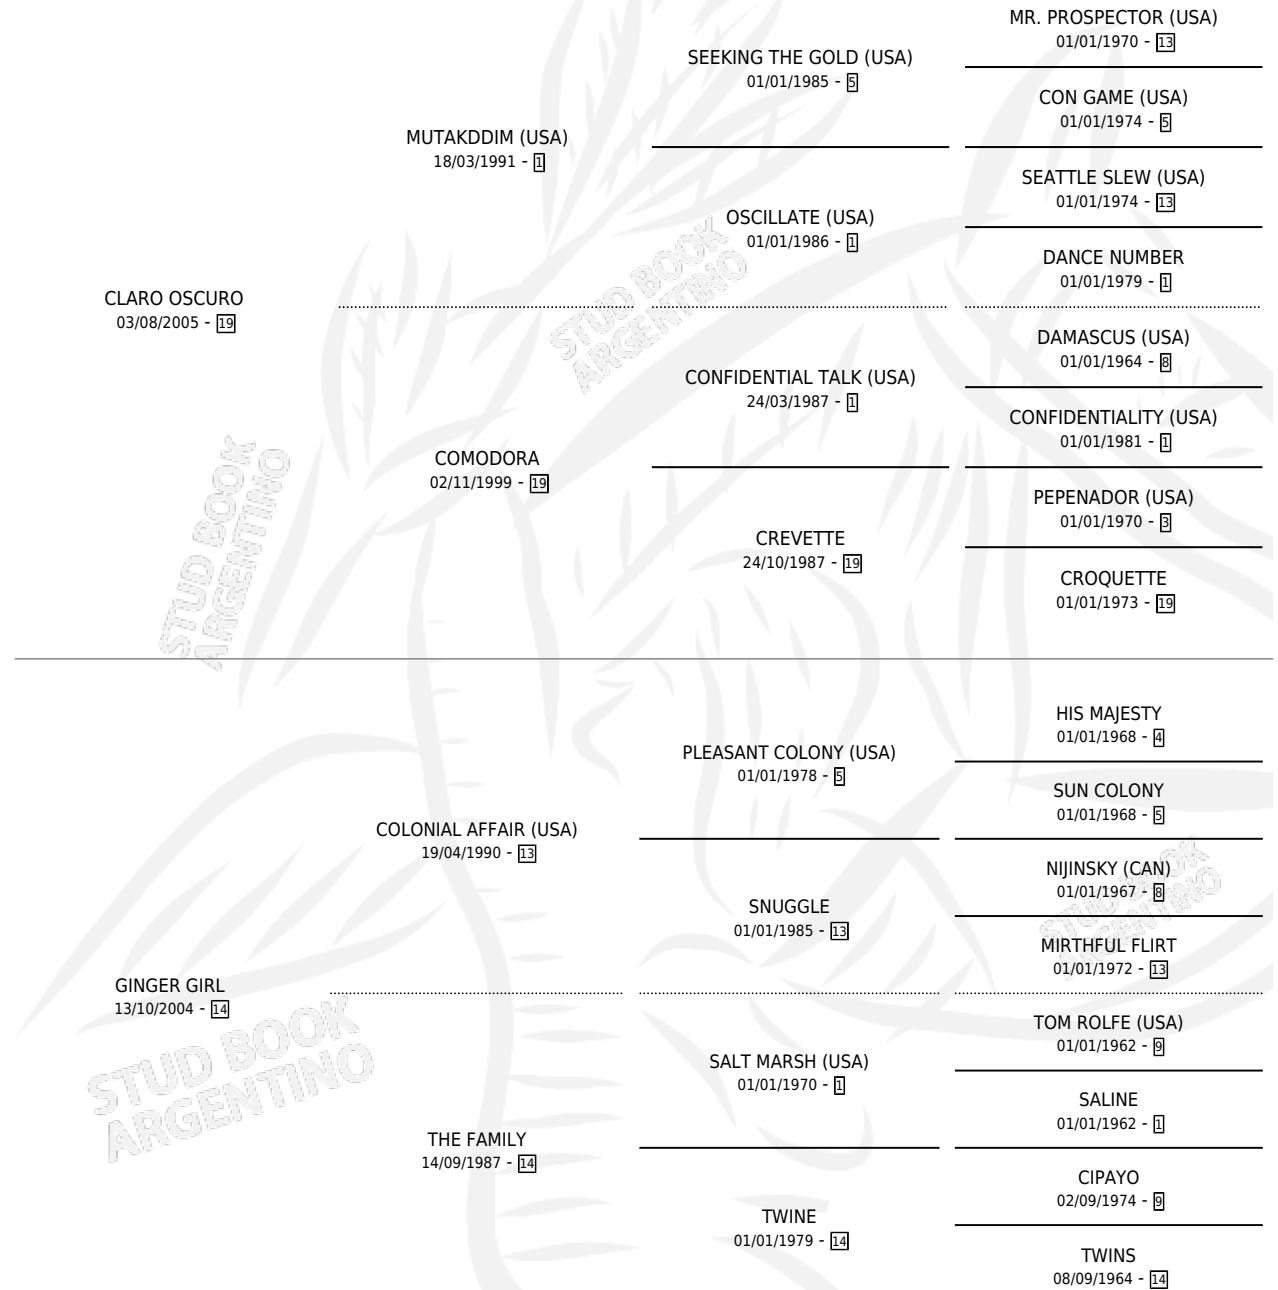 MR. PROSPECTOR (USA)
01/01/1970 - 13
SEEKING THE GOLD (USA)
01/01/1985 - 5
CON GAME (USA)
01/01/1974 - 5
MUTAKDDIM (USA)
18/03/1991 - 1
SEATTLE SLEW (USA)
01/01/1974 - 13
OSCILLATE (USA)
01/01/1986 - 1
DANCE NUMBER
01/01/1979 - 1
CLARO OSCURO
03/08/2005 - 19
STUD BOOK
ARGENTINO
DAMASCUS (USA)
01/01/1964 - 8
CONFIDENTIAL TALK (USA)
24/03/1987 - 1
CONFIDENTIALITY (USA)
01/01/1981 - 1
COMODORA
02/11/1999 - 19
PEPENADOR (USA)
01/01/1970 - 3
CREVETTE
24/10/1987 - 19
CROQUETTE
01/01/1973 - 19
STUD BOOK
ARGENTINO
HIS MAJESTY
01/01/1968 - 4
PLEASANT COLONY (USA)
01/01/1978 - 5
SUN COLONY
01/01/1968 - 5
COLONIAL AFFAIR (USA)
19/04/1990 - 13
NIJINSKY (CAN)
01/01/1967 - 8
SNUGGLE
01/01/1985 - 13
STUD BOOK
ARGENTINO
MIRTHFUL FLIRT
01/01/1972 - 13
GINGER GIRL
13/10/2004 - 14
STUD BOOK
ARGENTINO
TOM ROLFE (USA)
01/01/1962 - 9
SALT MARSH (USA)
01/01/1970 - 1
SALINE
01/01/1962 - 1
THE FAMILY
14/09/1987 - 14
CIPAYO
02/09/1974 - 9
TWINE
01/01/1979 - 14
TWINS
08/09/1964 - 14